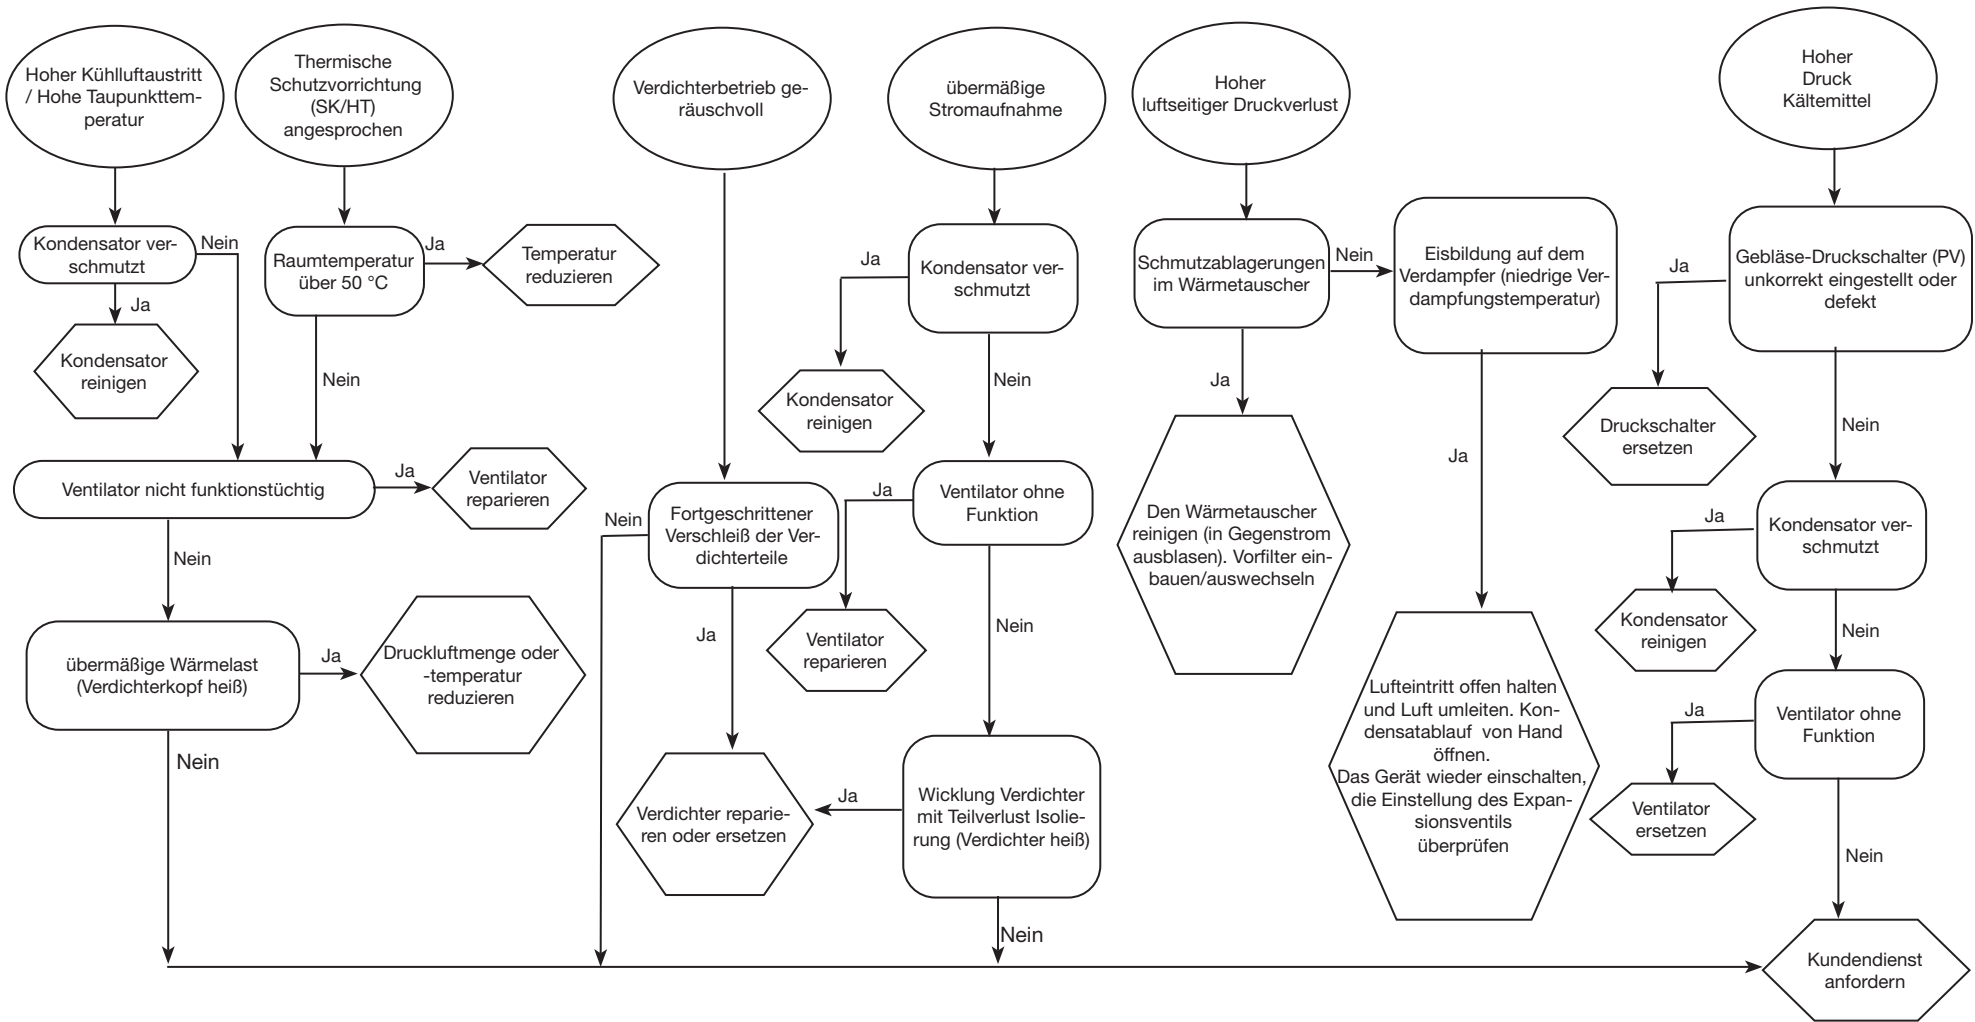 Hoher Kühlluftaustritt
/ Hohe Taupunkttem-
peratur
Kondensator ver-
schmutzt
Nein
Ja
Kondensator
reinigen
Thermische
Schutzvorrichtung
(SK/HT)
angesprochen
Raumtemperatur
über 50 °C
Ja
Temperatur
reduzieren
Nein
Ventilator nicht funktionstüchtig
Ja
Ventilator
reparieren
Nein
übermäßige Wärmelast
(Verdichterkopf heiß)
Ja
Druckluftmenge oder
-temperatur
reduzieren
Nein
Verdichterbetrieb ge-
räuschvoll
Fortgeschrittener
Verschleiß der Ver-
dichterteile
Nein
Ja
Verdichter reparie-
ren oder ersetzen
übermäßige
Stromaufnahme
Kondensator ver-
schmutzt
Ja
Kondensator
reinigen
Nein
Ventilator ohne
Funktion
Ja
Ventilator
reparieren
Nein
Wicklung Verdichter
mit Teilverlust Isolie-
rung (Verdichter heiß)
Ja
Nein
Hoher
luftseitiger Druckverlust
Schmutzablagerungen
im Wärmetauscher
Nein
Ja
Den Wärmetauscher
reinigen (in Gegenstrom
ausblasen). Vorfilter ein-
bauen/auswechseln
Eisbildung auf dem
Verdampfer (niedrige Ver-
dampfungstemperatur)
Ja
Lufteintritt offen halten
und Luft umleiten. Kon-
densatablauf von Hand
öffnen.
Das Gerät wieder einschalten,
die Einstellung des Expan-
sionsventils
überprüfen
Hoher
Druck
Kältemittel
Gebläse-Druckschalter (PV)
unkorrekt eingestellt oder
defekt
Ja
Druckschalter
ersetzen
Nein
Kondensator ver-
schmutzt
Ja
Kondensator
reinigen
Nein
Ventilator ohne
Funktion
Ja
Ventilator
ersetzen
Nein
Kundendienst
anfordern